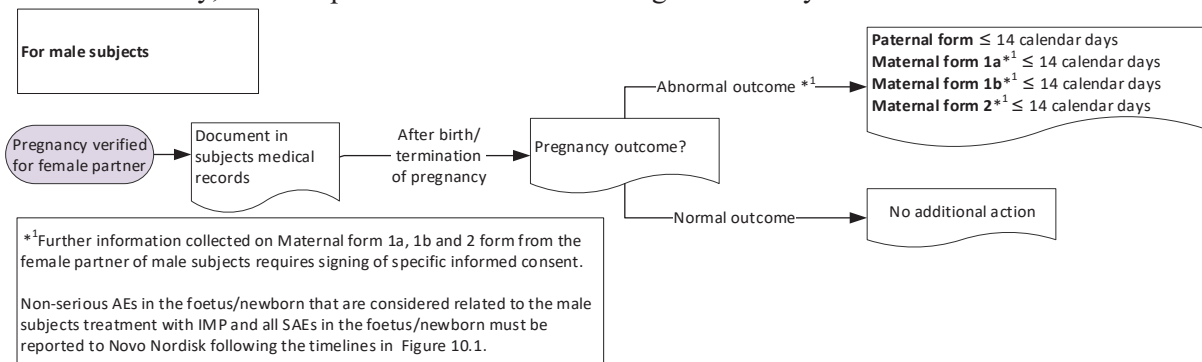 For male subjects
Paternal form ≤ 14 calendar days
Maternal form 1a*1 ≤ 14 calendar days
Maternal form 1b*1 ≤ 14 calendar days
Maternal form 2*1 ≤ 14 calendar days
Abnormal outcome *1
Pregnancy verified
for female partner
Document in
subjects medical
records
After birth/
termination
of pregnancy
Pregnancy outcome?
Normal outcome
No additional action
*1Further information collected on Maternal form 1a, 1b and 2 form from the
female partner of male subjects requires signing of specific informed consent.
Non-serious AEs in the foetus/newborn that are considered related to the male
subjects treatment with IMP and all SAEs in the foetus/newborn must be
reported to Novo Nordisk following the timelines in Figure 10.1.